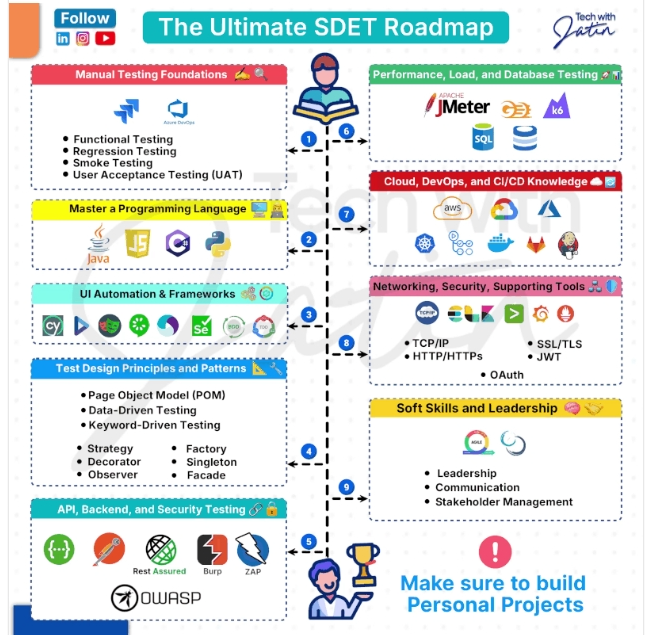 Follow
The Ultimate SDET Roadmap
Tech with
Jatin
Manual Testing Foundations
Azure DevOps
Functional Testing
Regression Testing
Smoke Testing
User Acceptance Testing (UAT)
1
Master a Programming Language
Java
JS
C#
2
UI Automation & Frameworks
cy
Se
BDD
TDD
3
Test Design Principles and Patterns
Page Object Model (POM)
Data-Driven Testing
Keyword-Driven Testing
Strategy
Decorator
Observer
Factory
Singleton
Facade
4
API, Backend, and Security Testing
{···}
Rest Assured
Burp
ZAP
OWASP
5
6
Performance, Load, and Database Testing
APACHE
JMeter
k6
SQL
7
Cloud, DevOps, and CI/CD Knowledge
aws
8
Networking, Security, Supporting Tools
TCP/IP
TCP/IP
HTTP/HTTPs
SSL/TLS
JWT
OAuth
9
Soft Skills and Leadership
AGILE
Leadership
Communication
Stakeholder Management
!
Make sure to build
Personal Projects
Tech with
Jatin